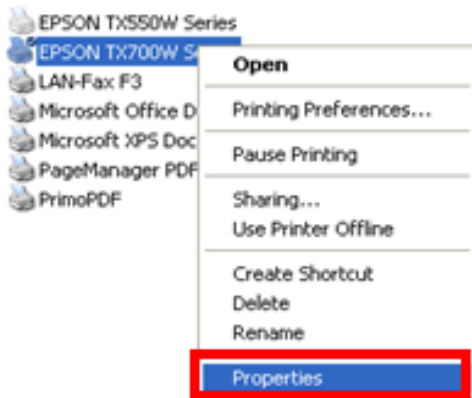 EPSON TX550W Series
EPSON TX700W S
LAN-Fax F3
Microsoft Office D
Microsoft XPS Doc
PageManager PDF
PrimoPDF
Open
Printing Preferences...
Pause Printing
Sharing...
Use Printer Offline
Create Shortcut
Delete
Rename
Properties